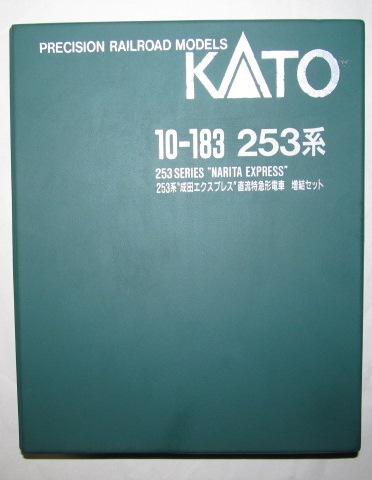 PRECISION RAILROAD MODELS
KATO
10-183 253系
253 SERIES "NARITA EXPRESS"
253系"成田エクスプレス"直流特急形電車 増結セット